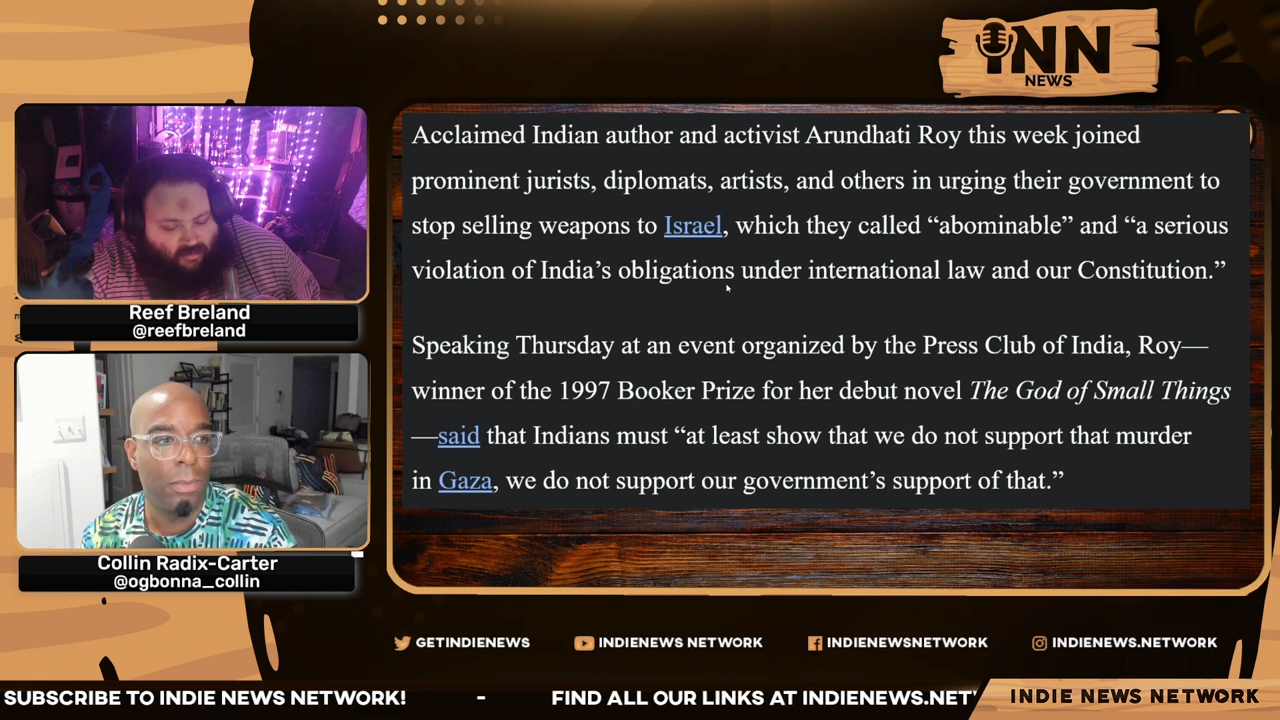 INN
NEWS
Acclaimed Indian author and activist Arundhati Roy this week joined
prominent jurists, diplomats, artists, and others in urging their government to
stop selling weapons to Israel, which they called “abominable” and “a serious
violation of India’s obligations under international law and our Constitution.”
Speaking Thursday at an event organized by the Press Club of India, Roy—
winner of the 1997 Booker Prize for her debut novel The God of Small Things
—said that Indians must “at least show that we do not support that murder
in Gaza, we do not support our government’s support of that.”
Reef Breland
@reefbreland
Collin Radix-Carter
@ogbonna_collin
GETINDIENEWS
INDIENEWS NETWORK
INDIENEWSNETWORK
INDIENEWS.NETWORK
SUBSCRIBE TO INDIE NEWS NETWORK! - FIND ALL OUR LINKS AT INDIENEWS.NET
INDIE NEWS NETWORK